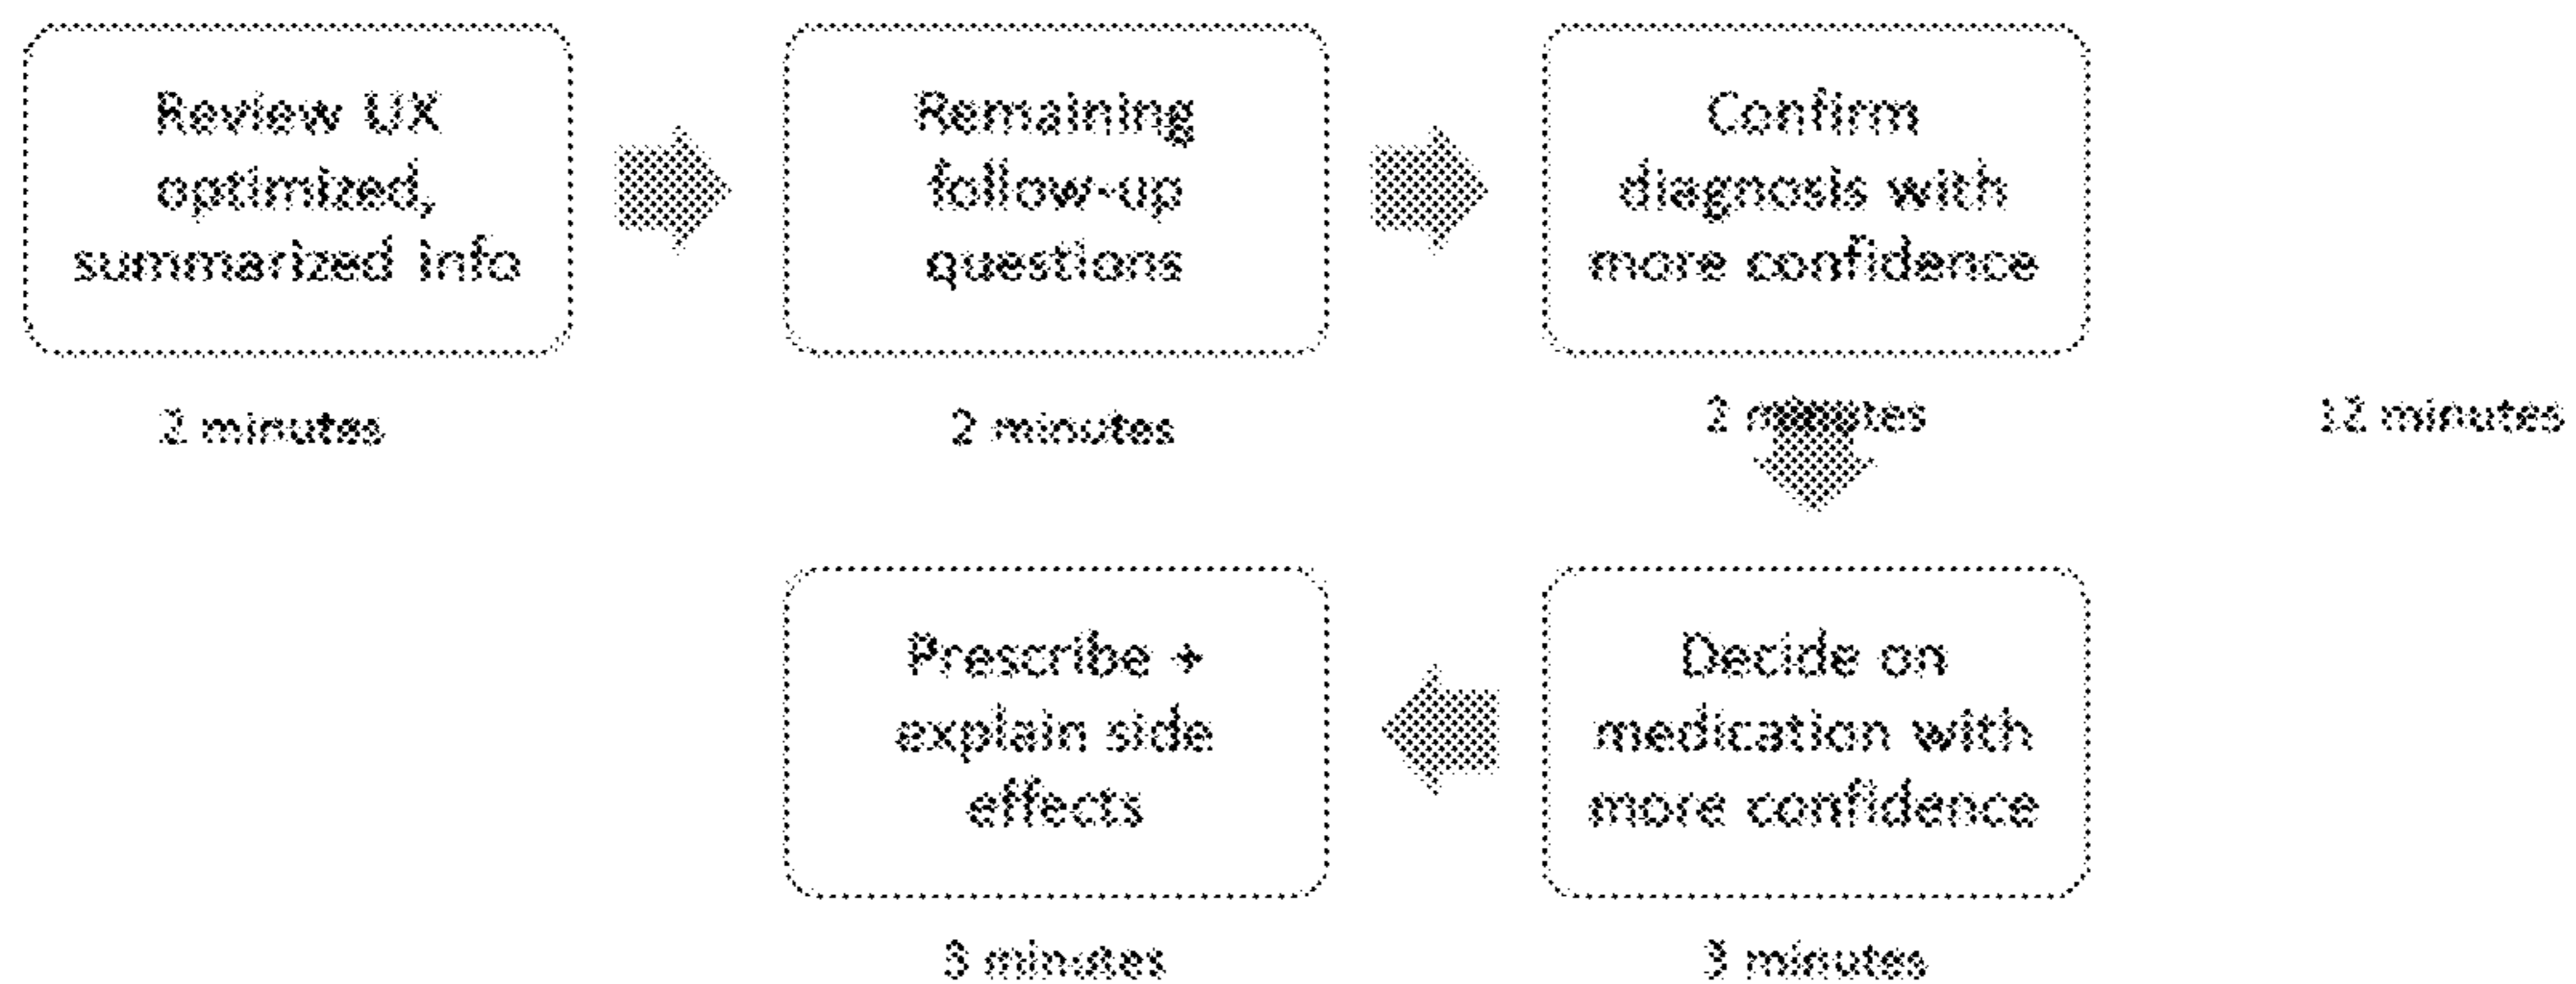 Review UX
optimized,
summarized info
2 minutes
Remaining
follow-up
questions
2 minutes
Confirm
diagnosis with
more confidence
2 minutes
12 minutes
Decide on
medication with
more confidence
3 minutes
Prescribe +
explain side
effects
3 minutes